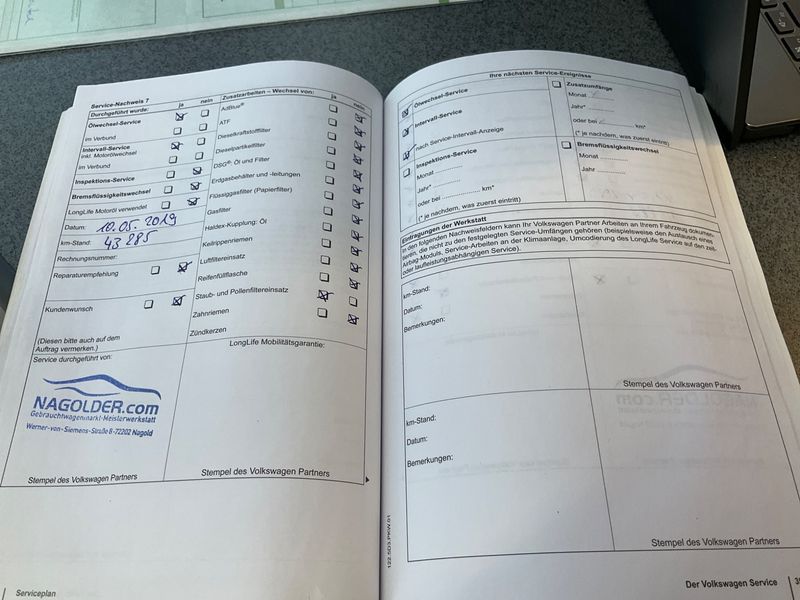 Service-Nachweis 7
Durchgeführt wurde: ja nein
Ölwechsel-Service
im Verbund
Intervall-Service
inkl. Motorölwechsel
im Verbund
Inspektions-Service
Bremsflüssigkeitswechsel
LongLife Motoröl verwendet
Datum: 10.05.2019
km-Stand: 43285
Rechnungsnummer:
Reparaturempfehlung
Kundenwunsch
(Diesen bitte auch auf dem
Auftrag vermerken.)
Service durchgeführt von:
NAGOLDER.com
Gebrauchtwagenmarkt-Meisterwerkstatt
Werner-von-Siemens-Straße 8-72202 Nagold
Stempel des Volkswagen Partners
Zusatzarbeiten – Wechsel von: ja nein
AdBlue®
ATF
Dieselkraftstofffilter
Dieselpartikelfilter
DSG®: Öl und Filter
Erdgasbehälter und -leitungen
Flüssiggasfilter (Papierfilter)
Gasfilter
Haldex-Kupplung: Öl
Keilrippenriemen
Luftfiltereinsatz
Reifenfüllflasche
Staub- und Pollenfiltereinsatz
Zahnriemen
Zündkerzen
LongLife Mobilitätsgarantie:
Stempel des Volkswagen Partners
Serviceplan
122.5D3.PKW.01
Ihre nächsten Service-Ereignisse
Ölwechsel-Service
Intervall-Service
nach Service-Intervall-Anzeige
Inspektions-Service
Monat
Jahr*
oder bei km*
(* je nachdem, was zuerst eintritt)
Zusatzumfänge
Monat
Jahr*
oder bei km*
(* je nachdem, was zuerst eintritt)
Bremsflüssigkeitswechsel
Monat
Jahr
Eintragungen der Werkstatt
In den folgenden Nachweisfeldern kann Ihr Volkswagen Partner Arbeiten an Ihrem Fahrzeug dokumen-
tieren, die nicht zu den festgelegten Service-Umfängen gehören (beispielsweise den Austausch eines
Airbag-Moduls, Service-Arbeiten an der Klimaanlage, Umcodierung des LongLife Service auf den zeit-
oder laufleistungsabhängigen Service).
km-Stand:
Datum:
Bemerkungen:
Stempel des Volkswagen Partners
km-Stand:
Datum:
Bemerkungen:
Stempel des Volkswagen Partners
Der Volkswagen Service